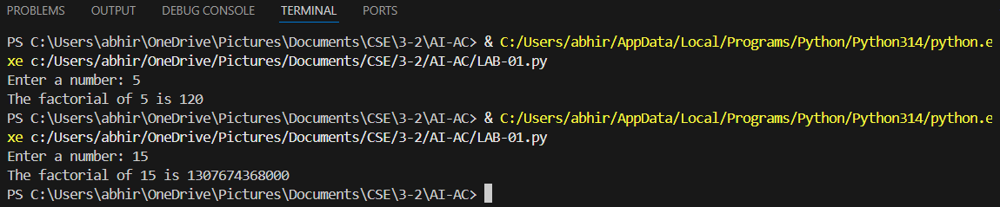 PROBLEMS OUTPUT DEBUG CONSOLE TERMINAL PORTS
PS C:\Users\abhir\OneDrive\Pictures\Documents\CSE\3-2\AI-AC> & C:/Users/abhir/AppData/Local/Programs/Python/Python314/python.e
xe c:/Users/abhir/OneDrive/Pictures/Documents/CSE/3-2/AI-AC/LAB-01.py
Enter a number: 5
The factorial of 5 is 120
PS C:\Users\abhir\OneDrive\Pictures\Documents\CSE\3-2\AI-AC> & C:/Users/abhir/AppData/Local/Programs/Python/Python314/python.e
xe c:/Users/abhir/OneDrive/Pictures/Documents/CSE/3-2/AI-AC/LAB-01.py
Enter a number: 15
The factorial of 15 is 1307674368000
PS C:\Users\abhir\OneDrive\Pictures\Documents\CSE\3-2\AI-AC>